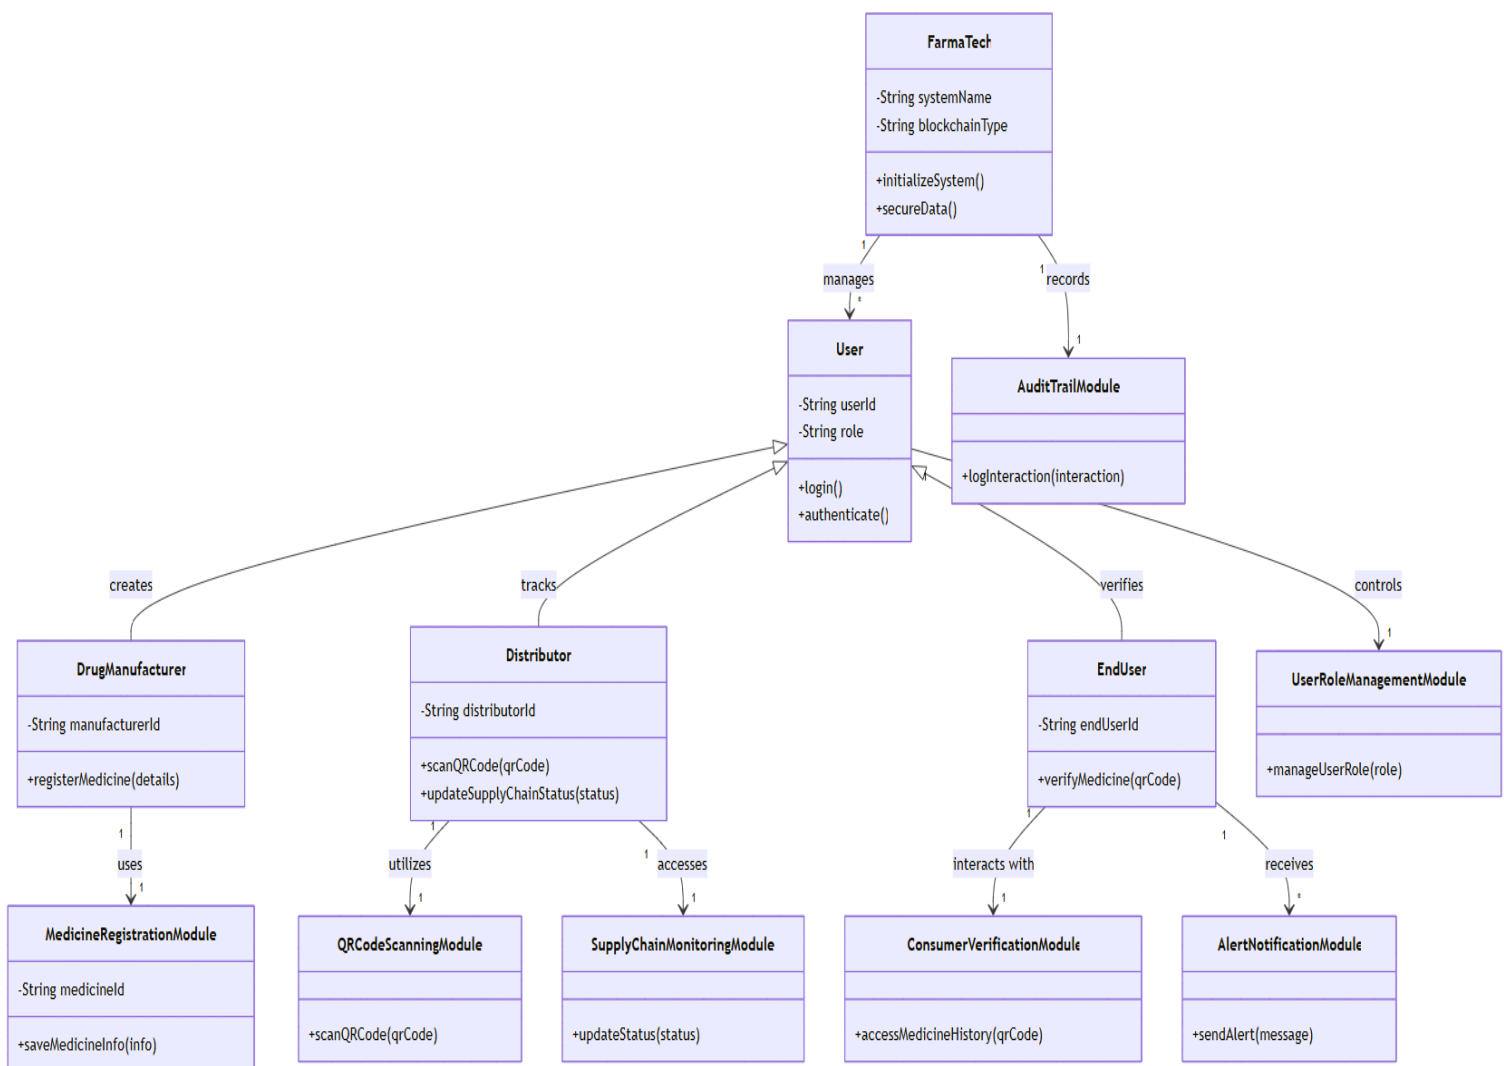 FarmaTech
-String systemName
-String blockchainType
+initializeSystem()
+secureData()
1
manages
*
1
records
1
User
-String userId
-String role
+login()
+authenticate()
AuditTrailModule
+logInteraction(interaction)
1
creates
tracks
verifies
controls
1
DrugManufacturer
-String manufacturerId
+registerMedicine(details)
Distributor
-String distributorId
+scanQRCode(qrCode)
+updateSupplyChainStatus(status)
EndUser
-String endUserId
+verifyMedicine(qrCode)
UserRoleManagementModule
+manageUserRole(role)
1
uses
1
1
utilizes
1
1
accesses
1
1
interacts with
1
1
receives
*
MedicineRegistrationModule
-String medicineId
+saveMedicineInfo(info)
QRCodeScanningModule
+scanQRCode(qrCode)
SupplyChainMonitoringModule
+updateStatus(status)
ConsumerVerificationModule
+accessMedicineHistory(qrCode)
AlertNotificationModule
+sendAlert(message)